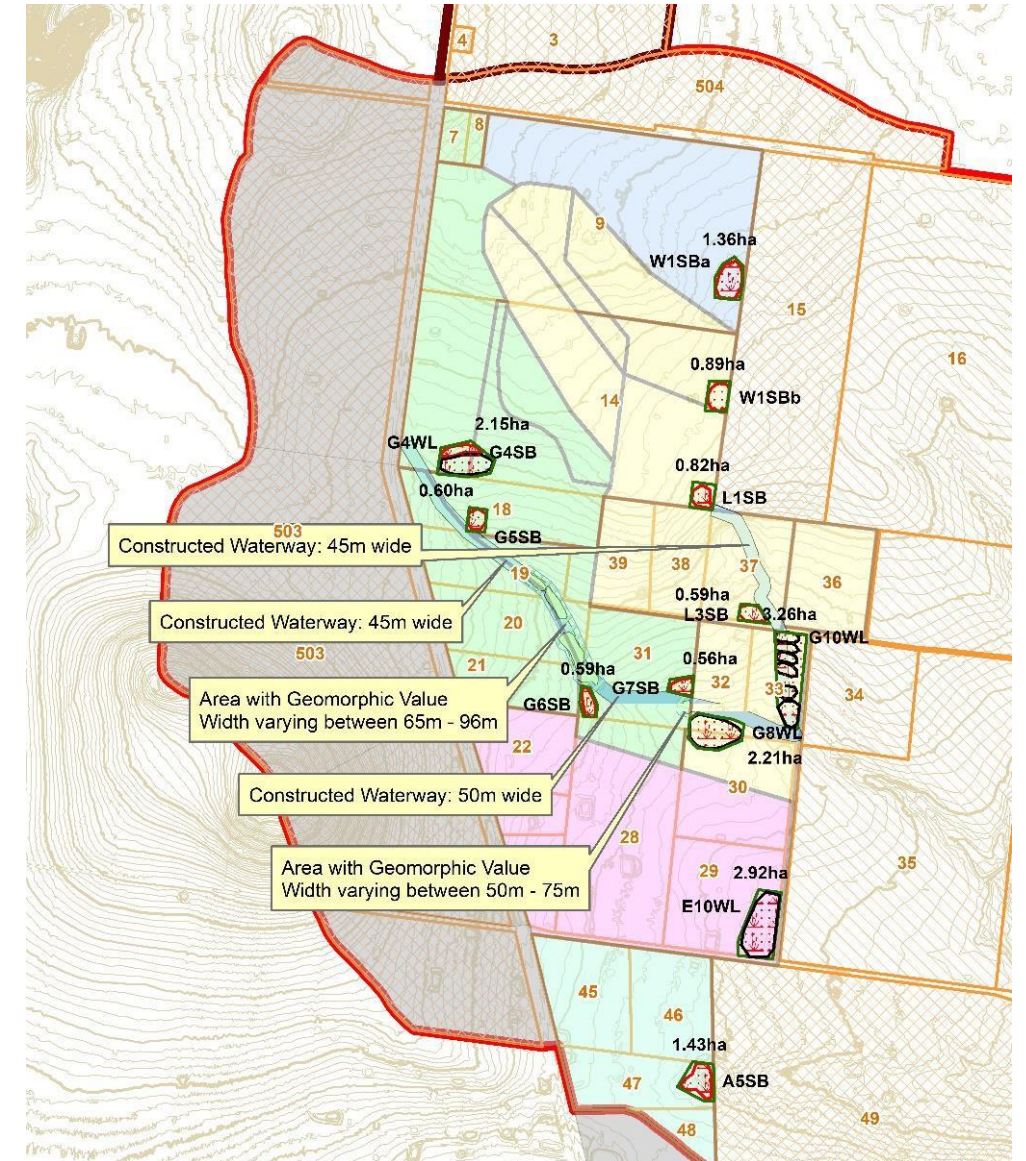 4
3
504
7
8
9
1.36ha
W1SBa
15
16
0.89ha
W1SBb
14
2.15ha
G4WL
G4SB
0.82ha
L1SB
0.60ha
18
G5SB
503
Constructed Waterway: 45m wide
39
38
37
36
19
0.59ha
L3SB
3.26ha
G10WL
Constructed Waterway: 45m wide
20
503
21
31
0.59ha
0.56ha
G7SB
32
33
34
Area with Geomorphic Value
Width varying between 65m - 96m
G6SB
22
G8WL
2.21ha
30
Constructed Waterway: 50m wide
28
35
Area with Geomorphic Value
Width varying between 50m - 75m
29
2.92ha
E10WL
45
46
1.43ha
47
A5SB
48
49